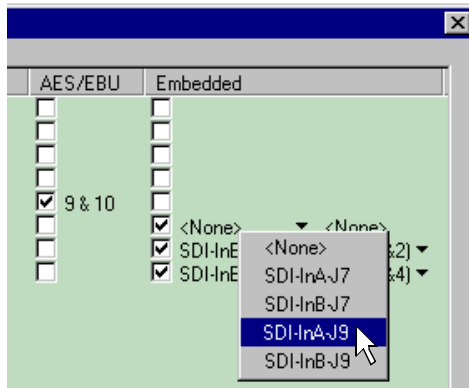 AES/EBU Embedded
9 & 10
<None> <None>
SDI-InE &2)
SDI-InE &4)
<None>
SDI-InA-J7
SDI-InB-J7
SDI-InA-J9
SDI-InB-J9